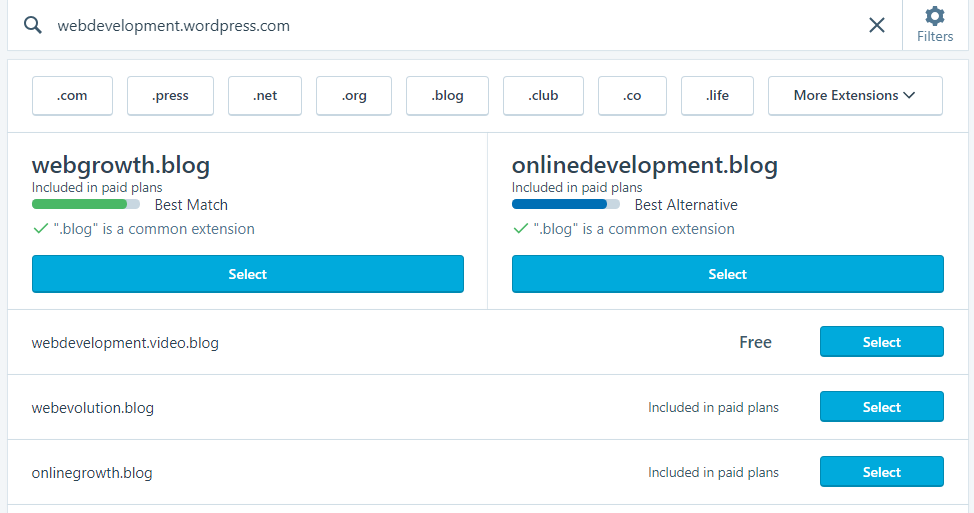 webdevelopment.wordpress.com
Filters
.com .press .net .org .blog .club .co .life More Extensions
webgrowth.blog
Included in paid plans
Best Match
".blog" is a common extension
Select
onlinedevelopment.blog
Included in paid plans
Best Alternative
".blog" is a common extension
Select
webdevelopment.video.blog Free Select
webevolution.blog Included in paid plans Select
onlinegrowth.blog Included in paid plans Select